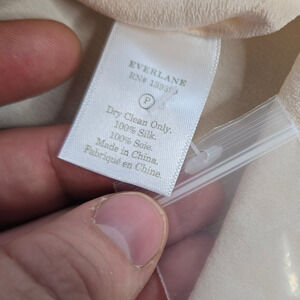 EVERLANE
RN#
P
Dry Clean Only.
100% Silk.
100% Soie.
Made in China.
Fabriqué en Chine.